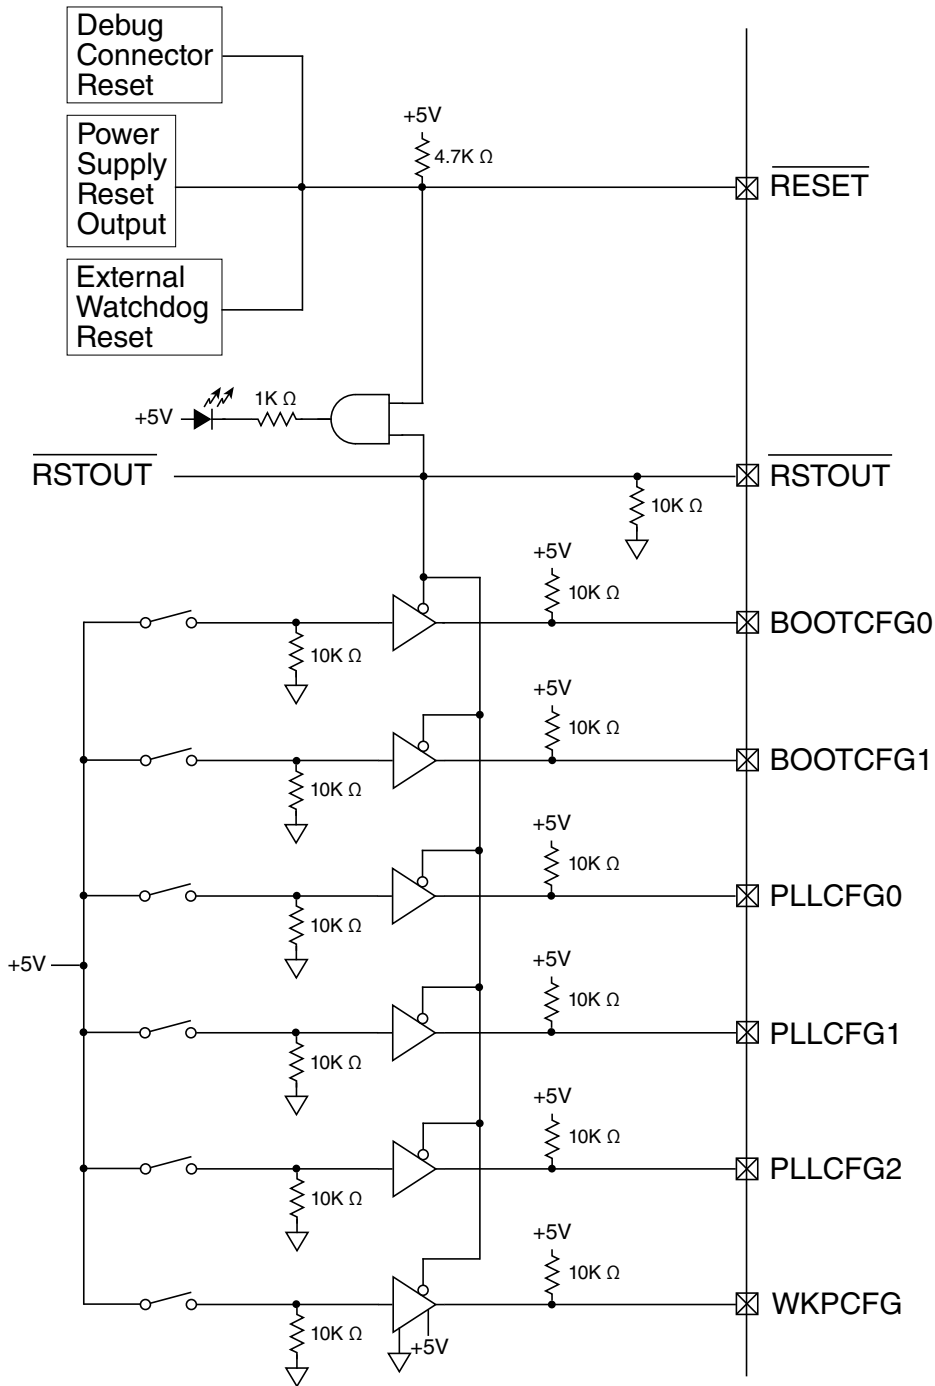 Debug
Connector
Reset
Power
Supply
Reset
Output
External
Watchdog
Reset
+5V
4.7K Ω
RESET
+5V
1K Ω
RSTOUT
RSTOUT
10K Ω
+5V
10K Ω
BOOTCFG0
10K Ω
+5V
10K Ω
BOOTCFG1
10K Ω
+5V
10K Ω
PLLCFG0
10K Ω
+5V
+5V
10K Ω
PLLCFG1
10K Ω
+5V
10K Ω
PLLCFG2
10K Ω
+5V
10K Ω
WKPCFG
10K Ω
+5V